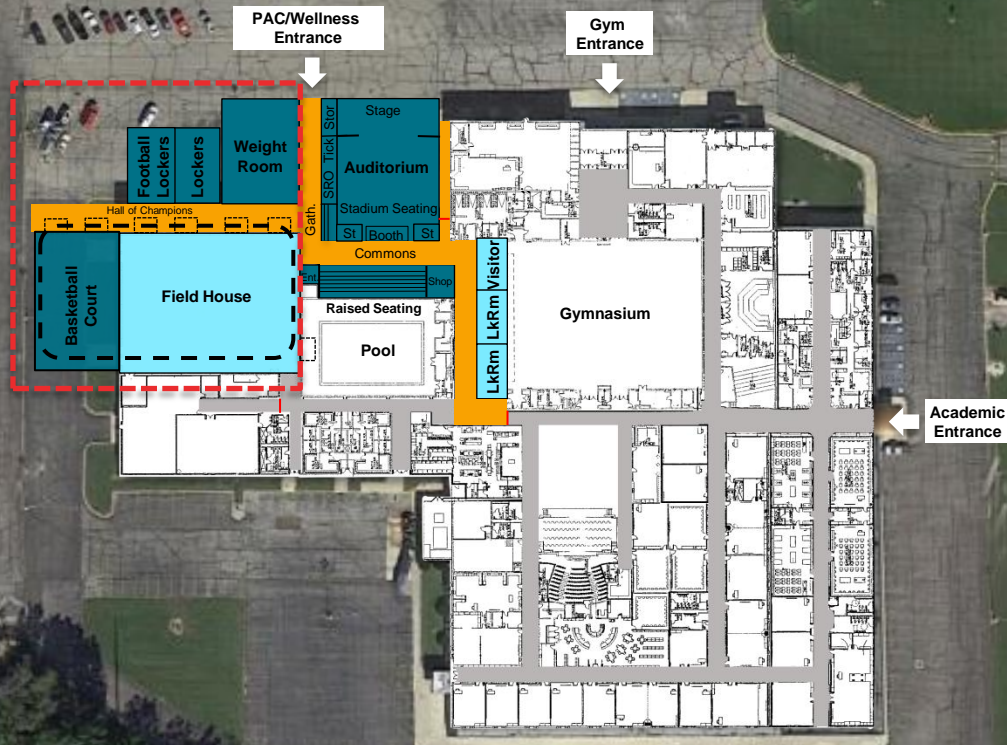 PAC/Wellness
Entrance
Gym
Entrance
Stor
Stage
Tick
Auditorium
SRO
Weight
Room
Football
Lockers
Lockers
Stadium Seating
Hall of Champions
Gath.
St
Booth
St
Commons
Visitor
Ent
Shop
Basketball
Court
Field House
Raised Seating
LkRm
Gymnasium
Pool
LkRm
Academic
Entrance